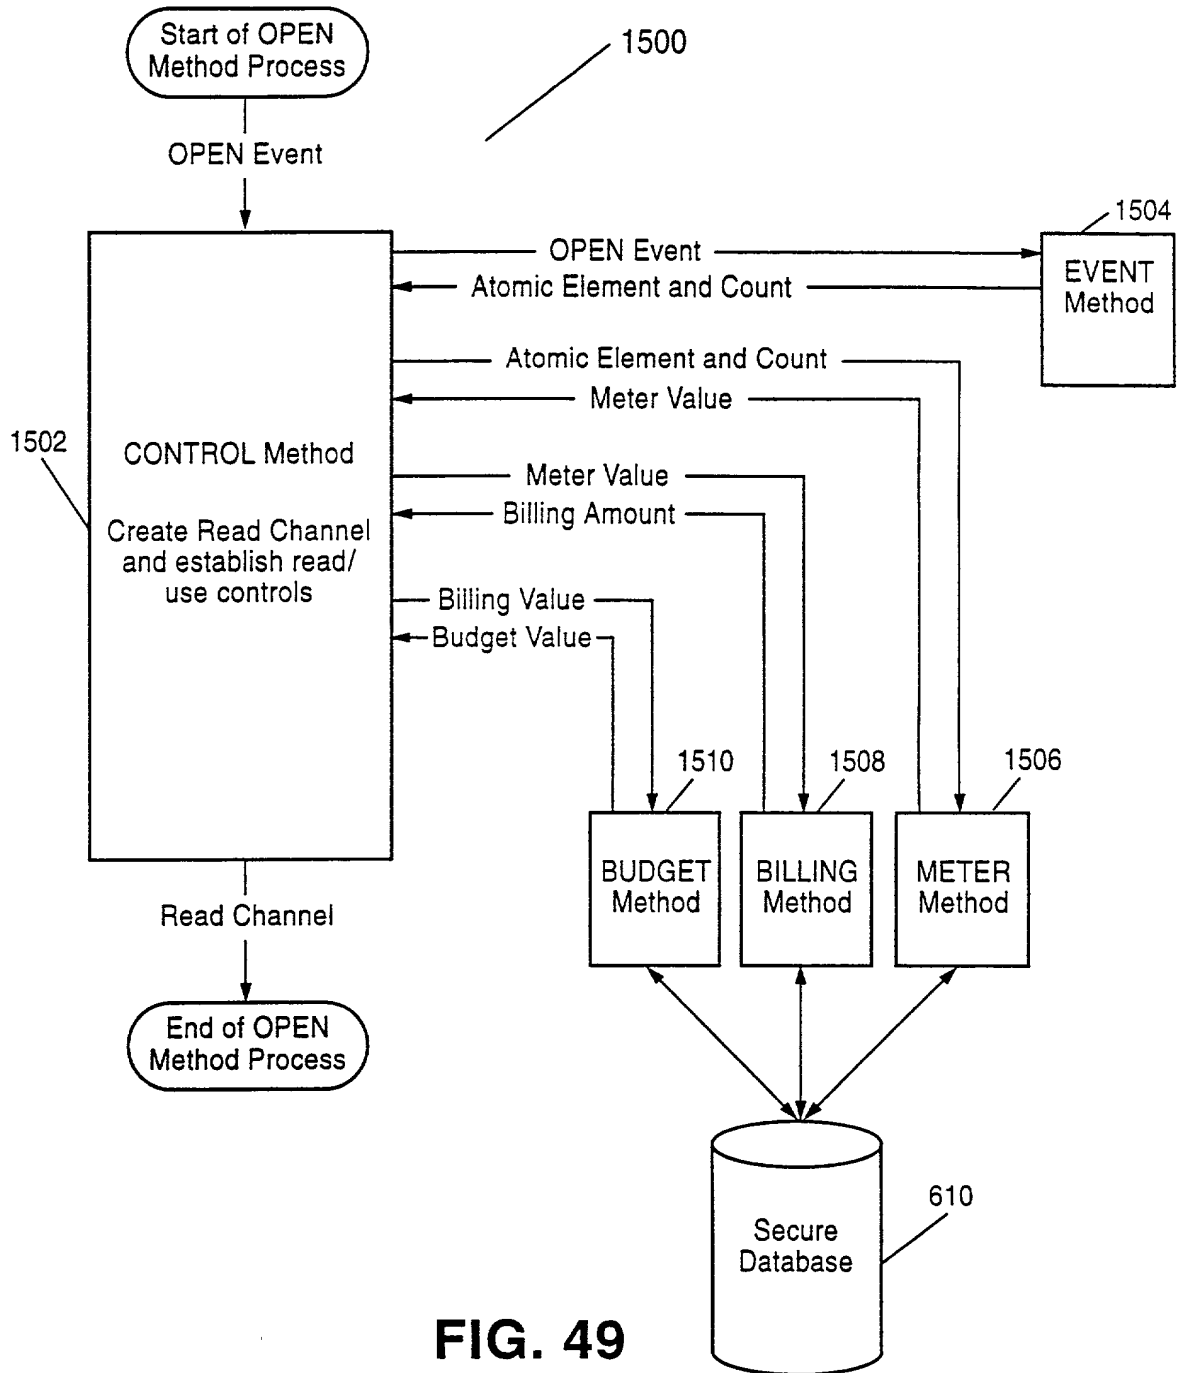 Start of OPEN
Method Process
1500
OPEN Event
1504
OPEN Event
EVENT
Method
Atomic Element and Count
Atomic Element and Count
Meter Value
1502
CONTROL Method
Meter Value
Billing Amount
Create Read Channel
and establish read/
use controls
Billing Value
Budget Value
1510
1508
1506
BUDGET
Method
BILLING
Method
METER
Method
Read Channel
End of OPEN
Method Process
610
Secure
Database
FIG. 49